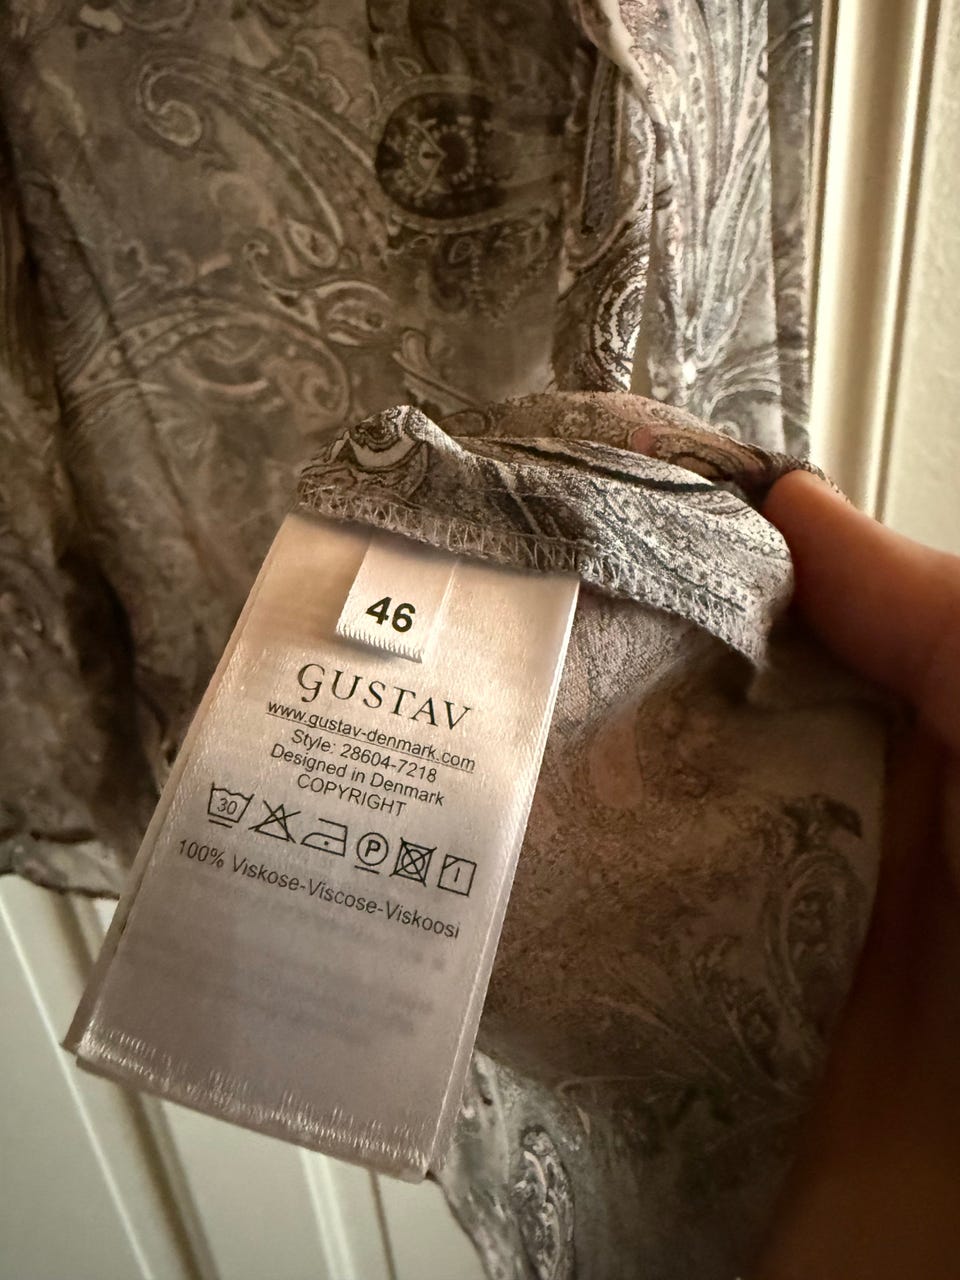 46
GUSTAV
www.gustav-denmark.com
Style: 28604-7218
Designed in Denmark
COPYRIGHT
30 P
100% Viskose-Viscose-Viskoosi